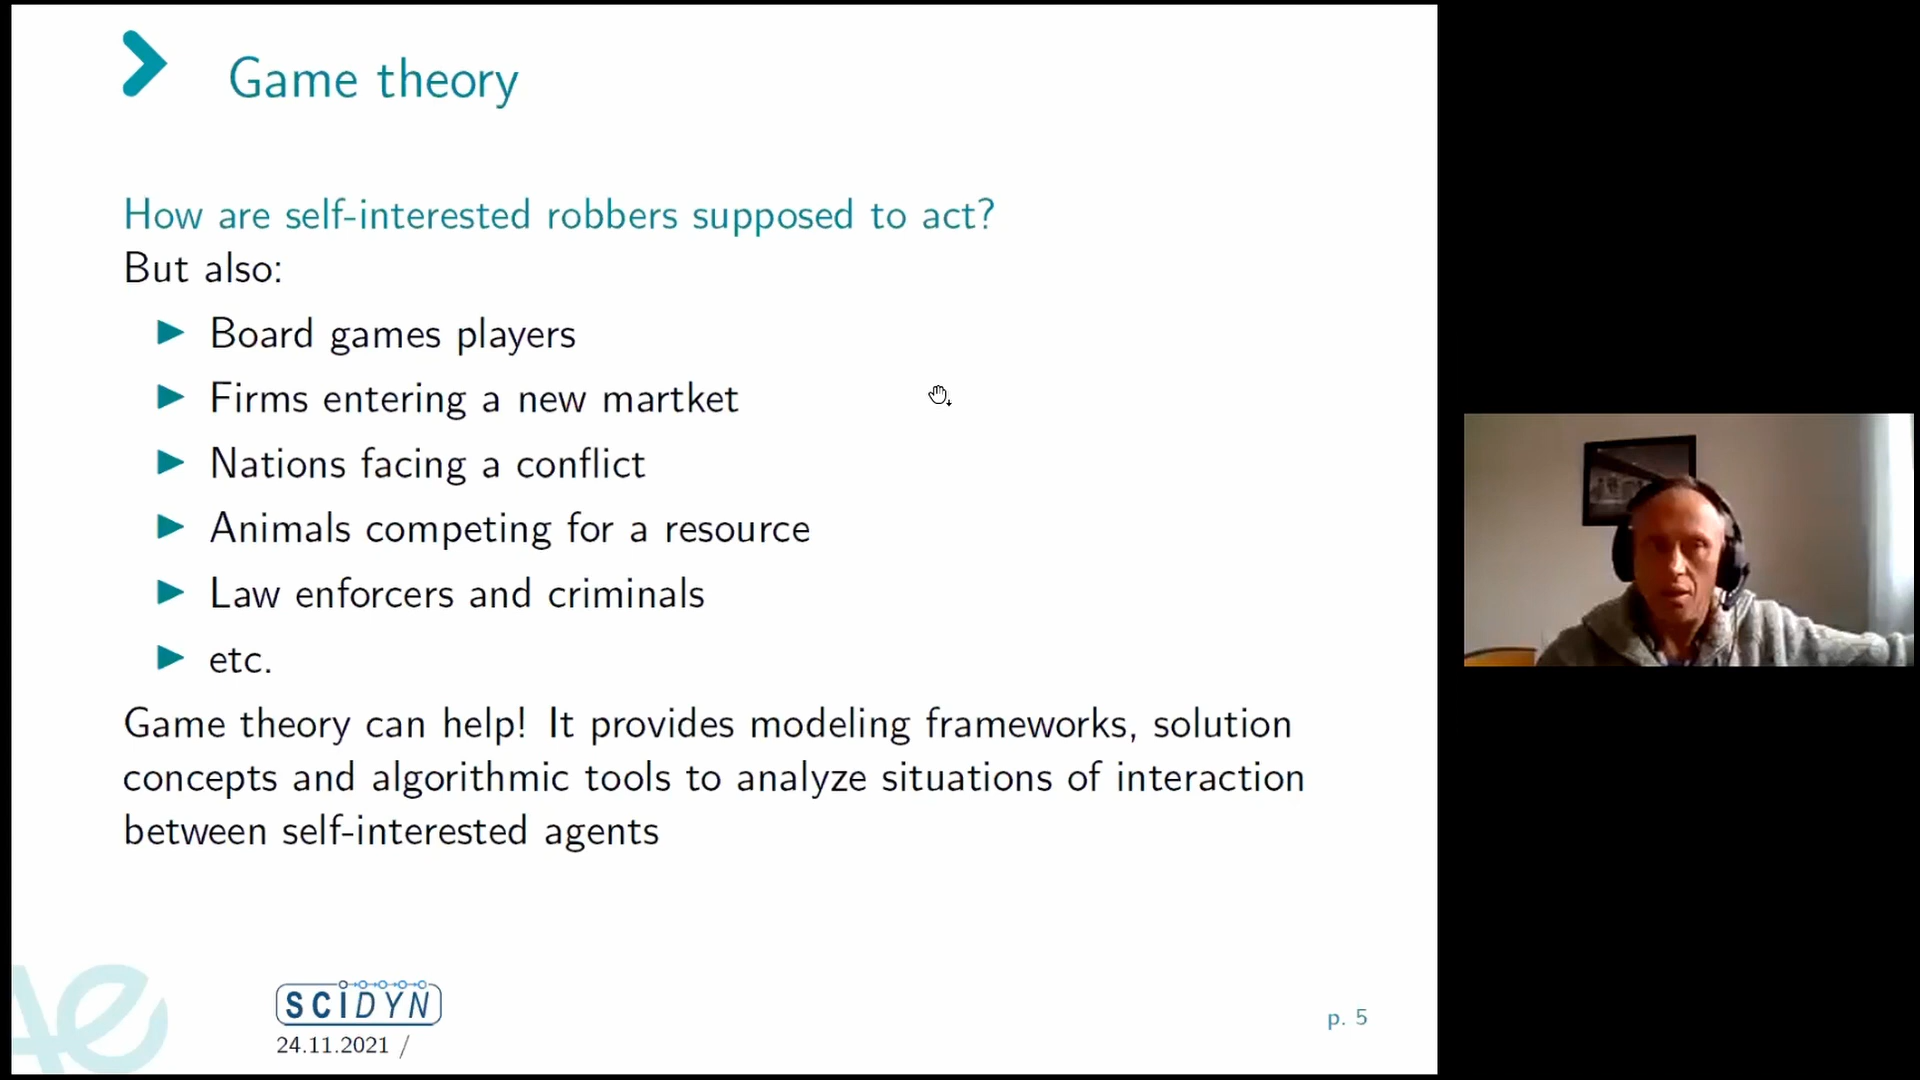 Game theory
How are self-interested robbers supposed to act?
But also:
Board games players
Firms entering a new martket
Nations facing a conflict
Animals competing for a resource
Law enforcers and criminals
etc.
Game theory can help! It provides modeling frameworks, solution
concepts and algorithmic tools to analyze situations of interaction
between self-interested agents
SCIDYN
24.11.2021 /
p. 5